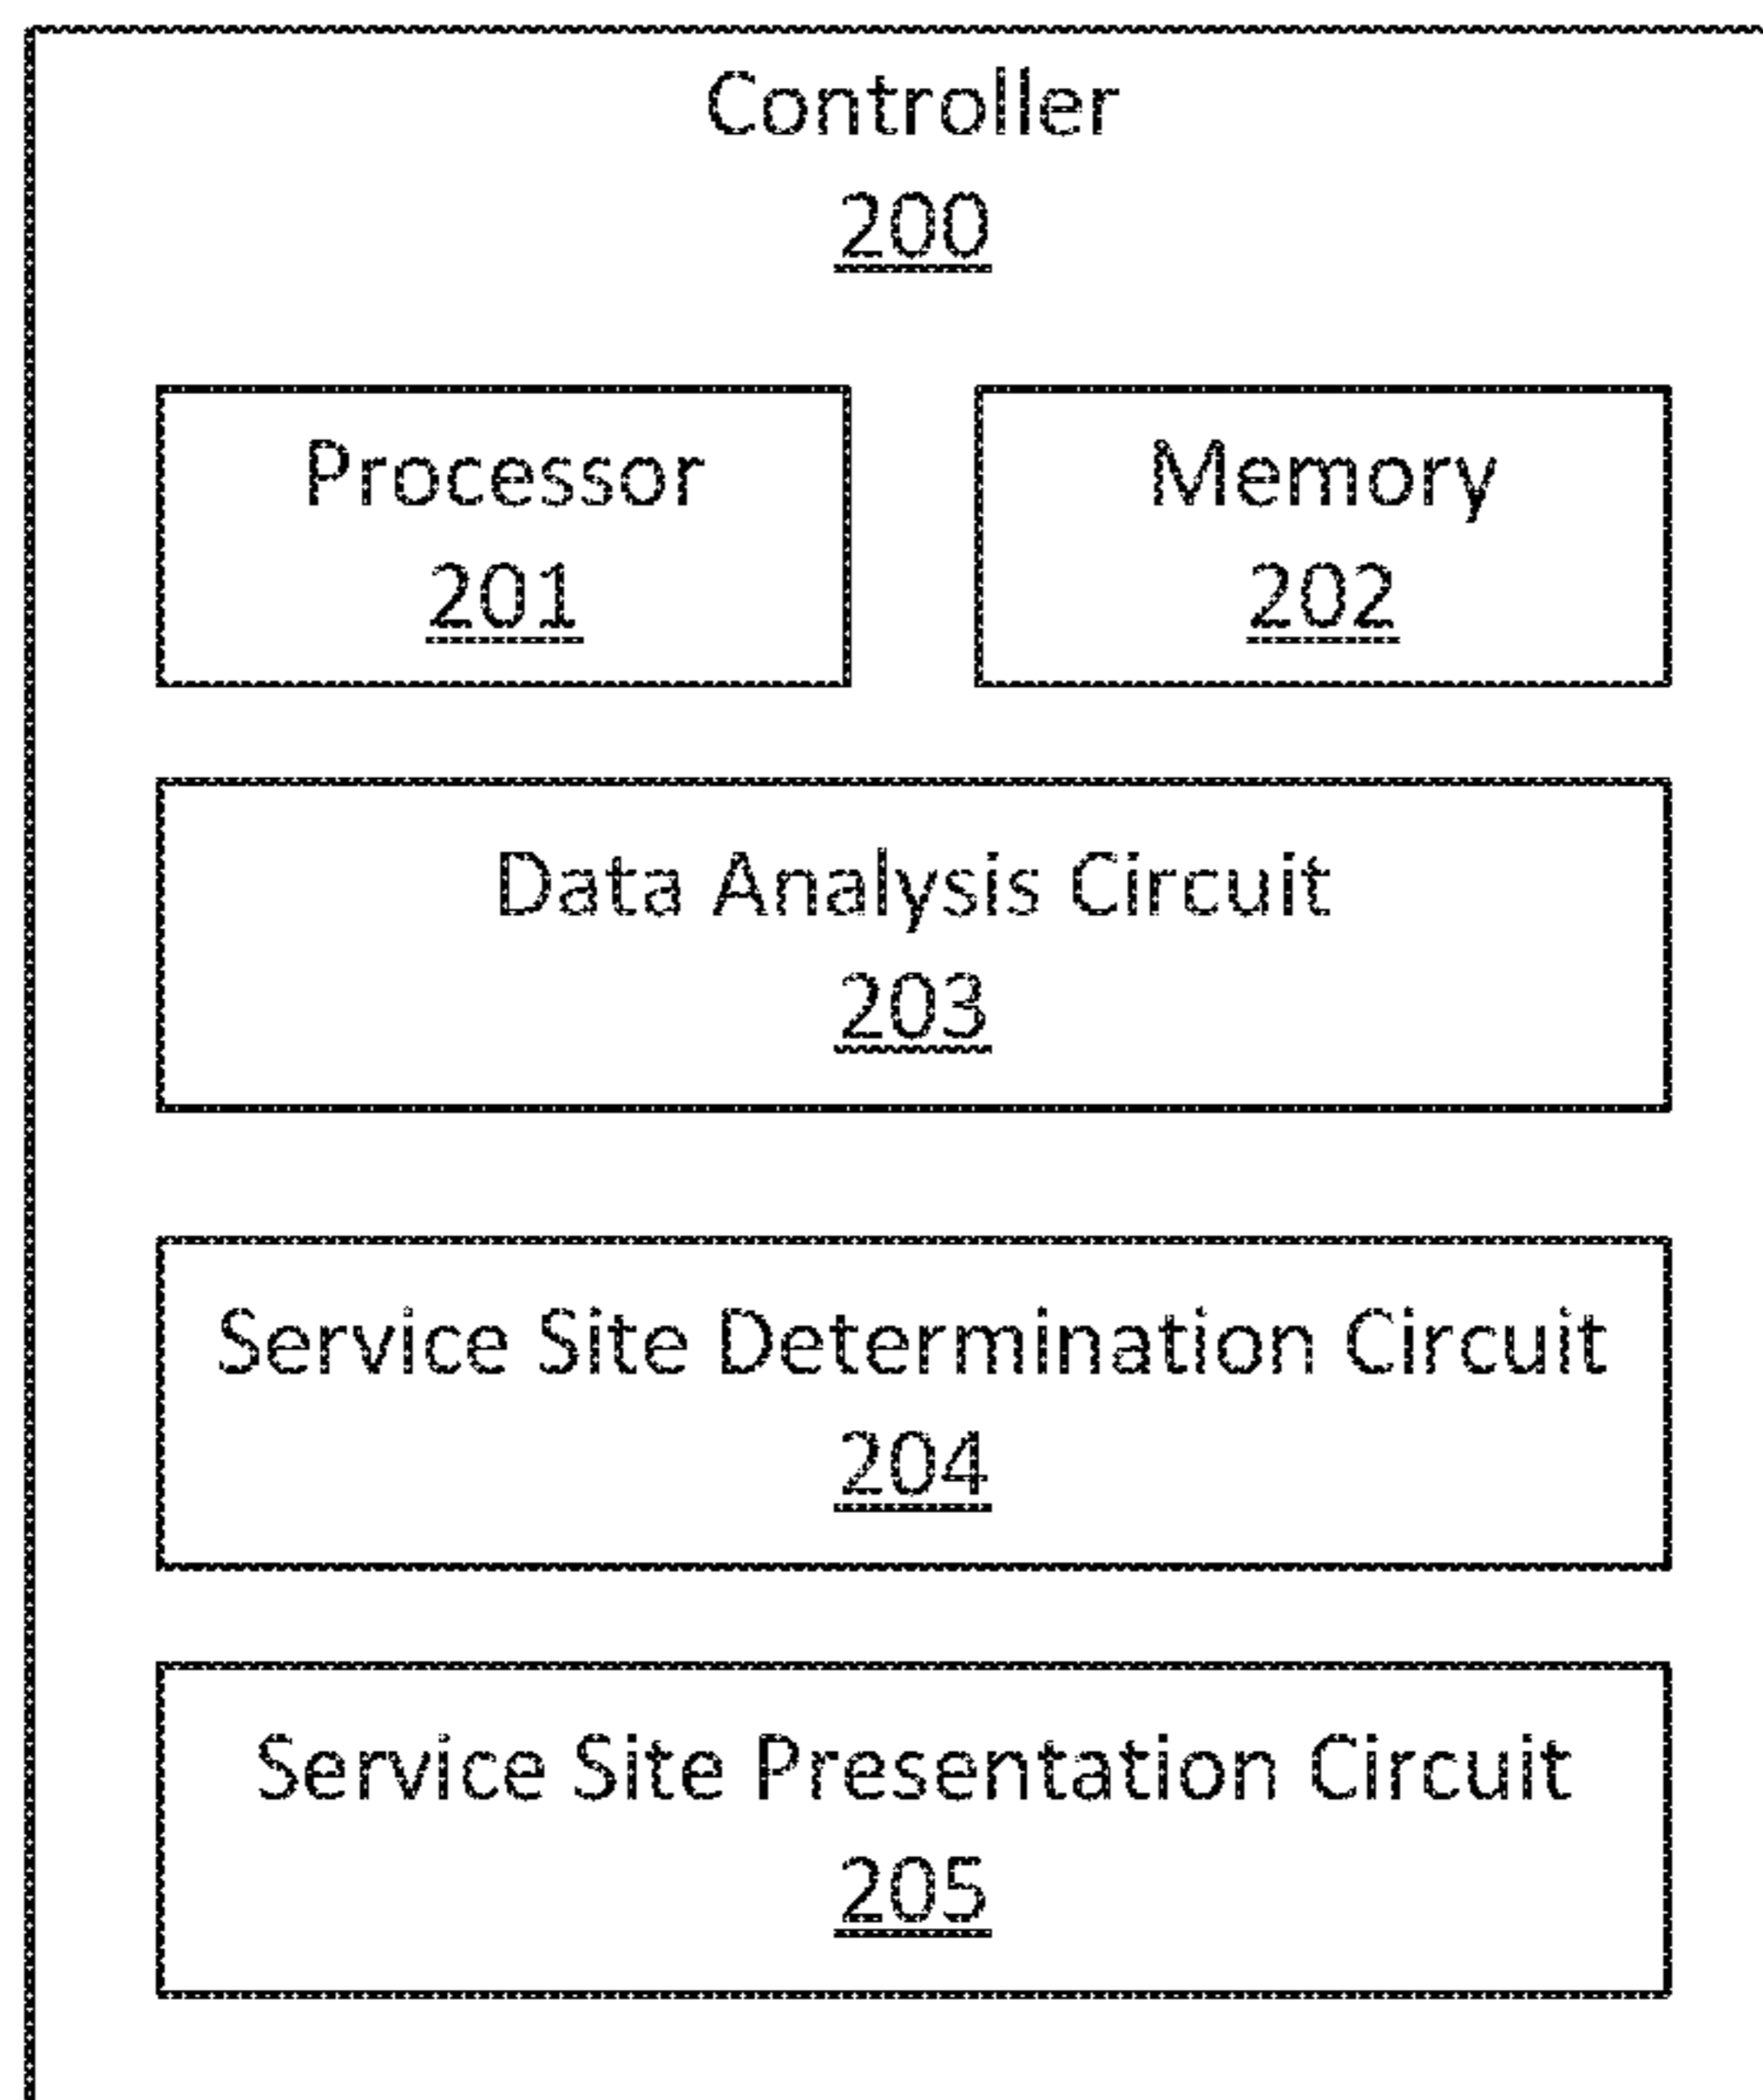 Controller
200
Processor
201
Memory
202
Data Analysis Circuit
203
Service Site Determination Circuit
204
Service Site Presentation Circuit
205